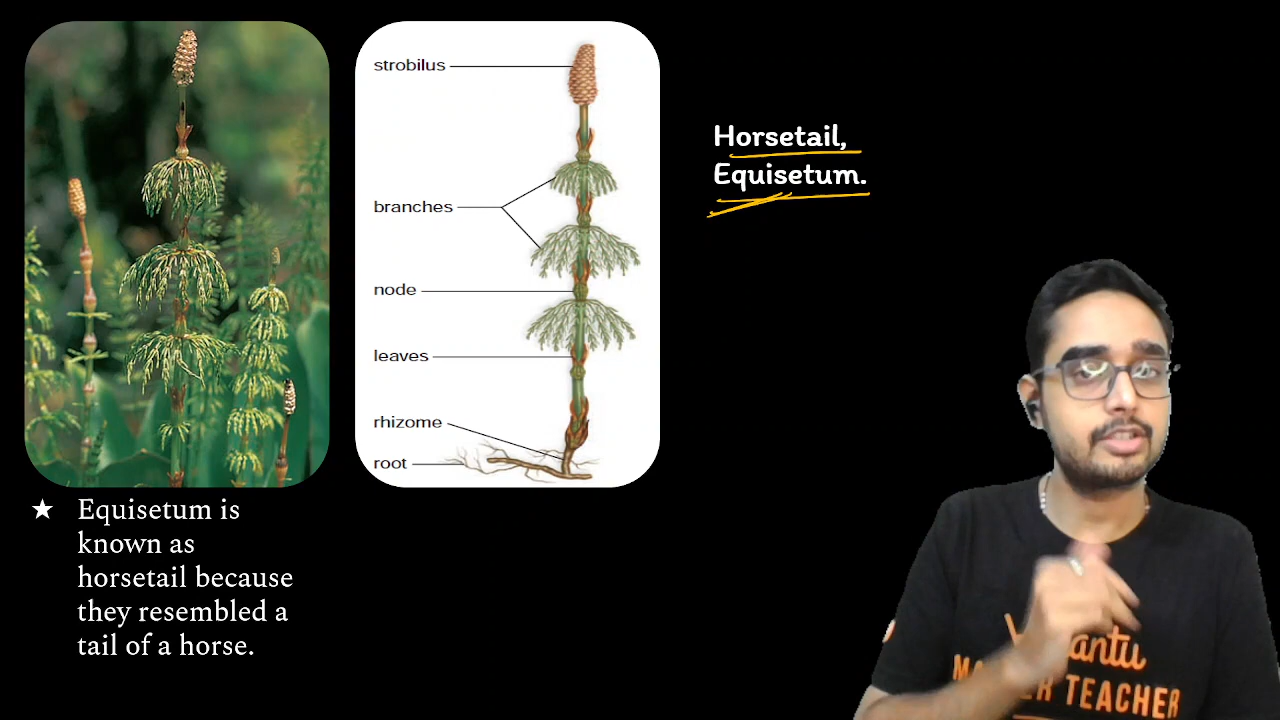 strobilus
branches
node
leaves
rhizome
root
Horsetail,
Equisetum.
★ Equisetum is
known as
horsetail because
they resembled a
tail of a horse.
TEACHER